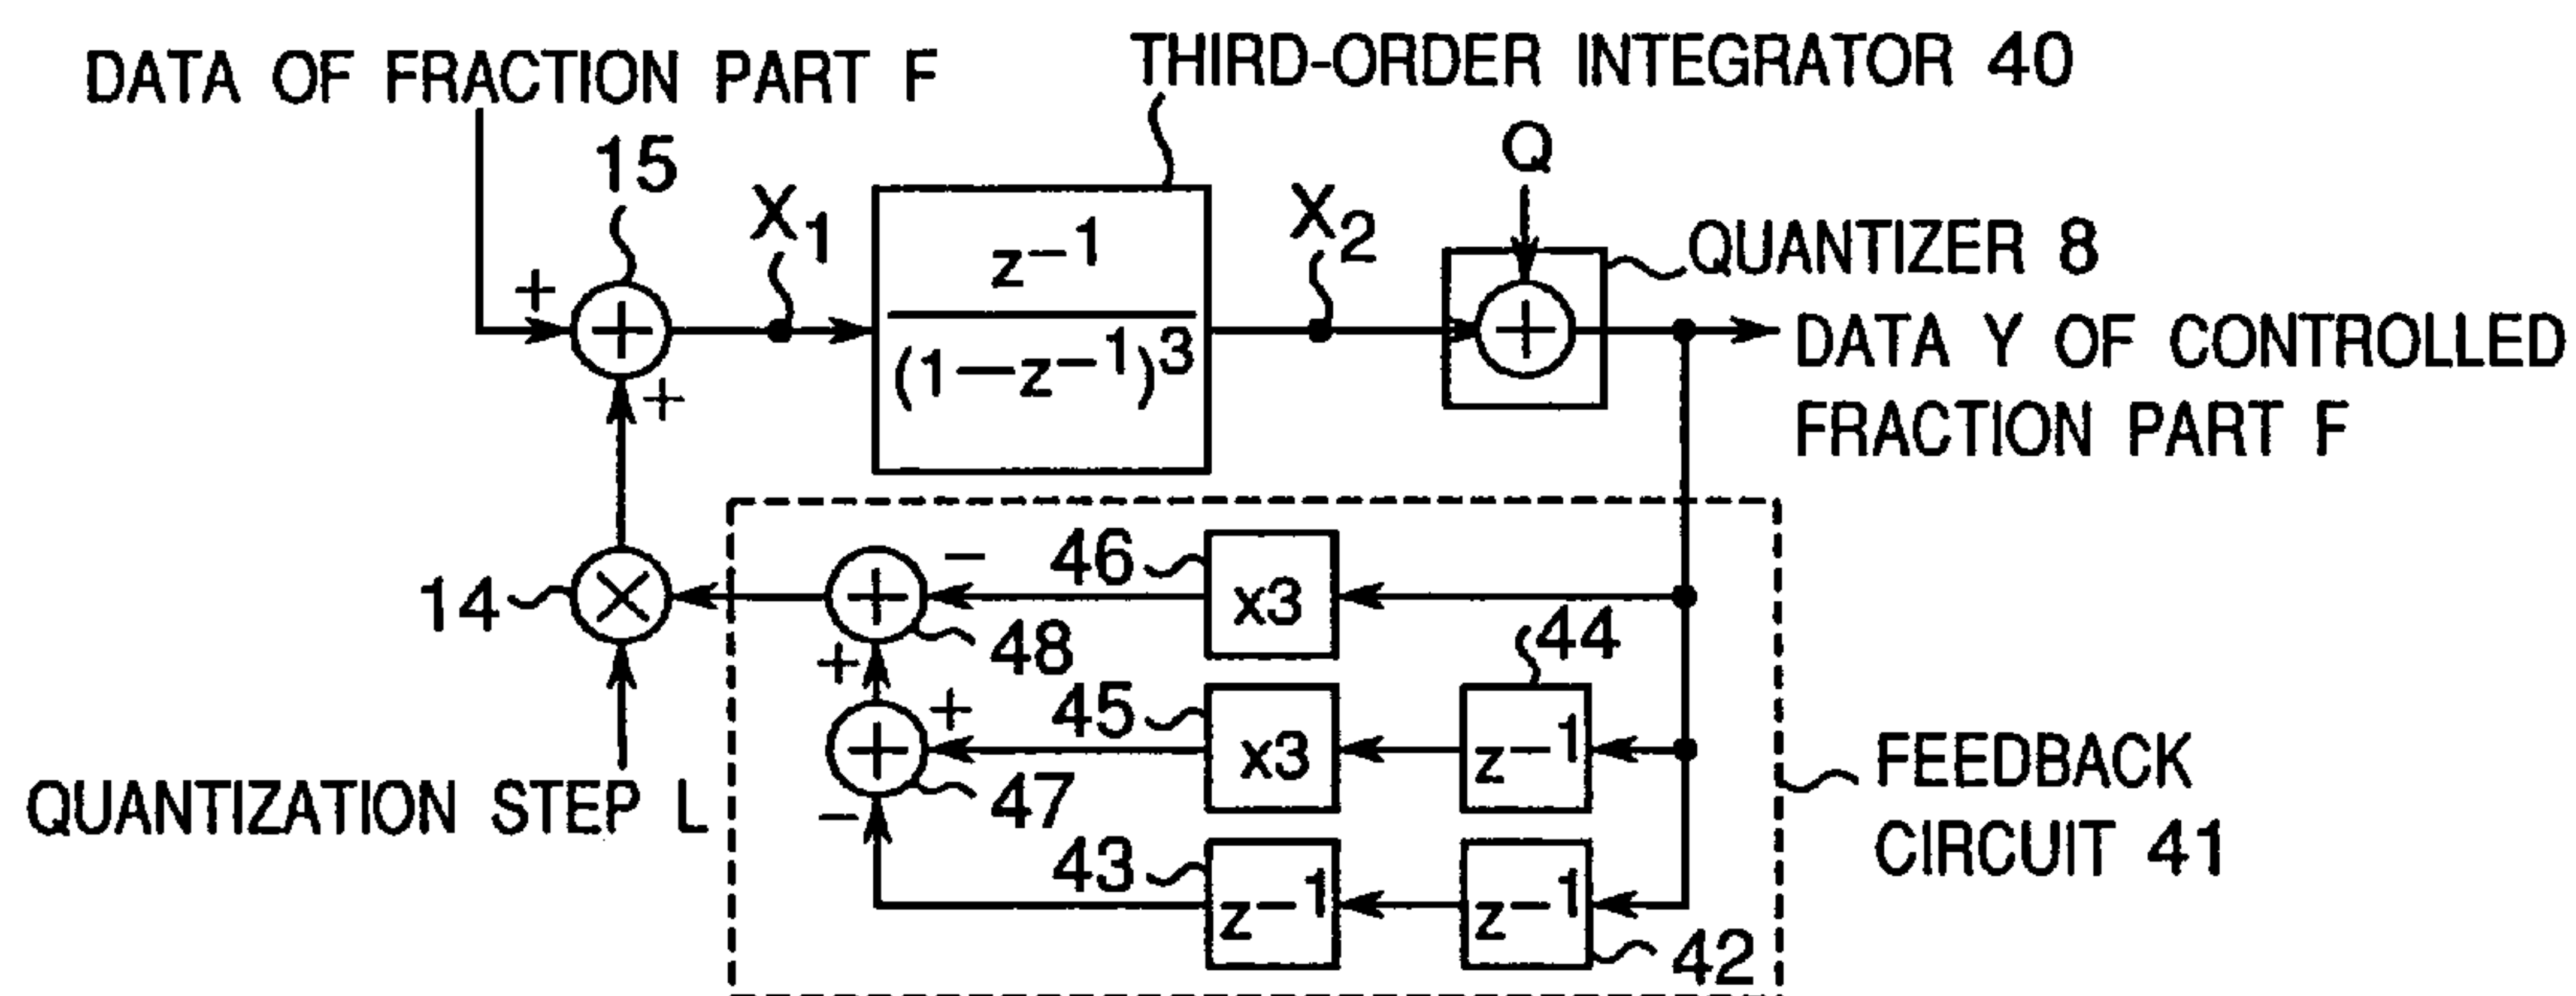 DATA OF FRACTION PART F
THIRD-ORDER INTEGRATOR 40
15
X1
X2
Q
QUANTIZER 8
+
+
z−1
(1−z−1)3
+
+
DATA Y OF CONTROLLED
FRACTION PART F
14
×
+
−
46
x3
48
44
+
+
+
45
x3
z−1
QUANTIZATION STEP L
−
47
43
z−1
z−1
42
FEEDBACK
CIRCUIT 41